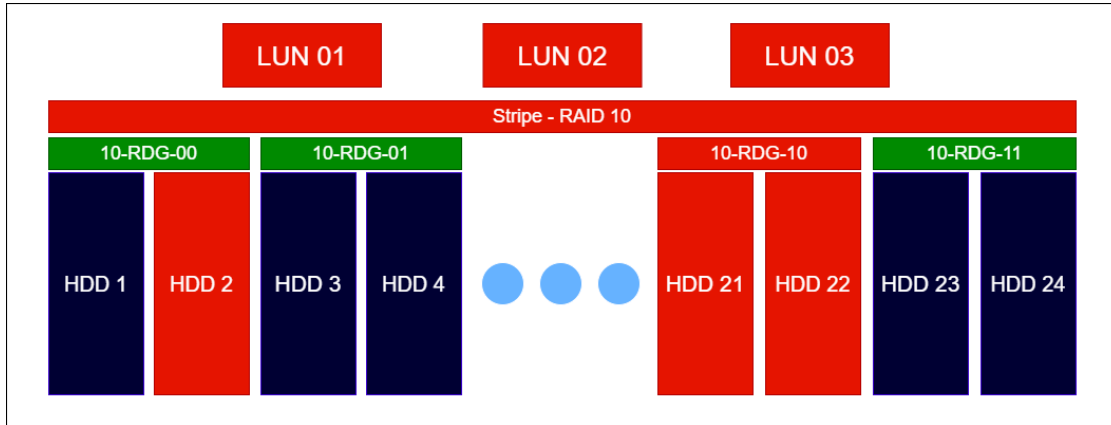 LUN 01
LUN 02
LUN 03
Stripe - RAID 10
10-RDG-00
10-RDG-01
10-RDG-10
10-RDG-11
HDD 1
HDD 2
HDD 3
HDD 4
HDD 21
HDD 22
HDD 23
HDD 24